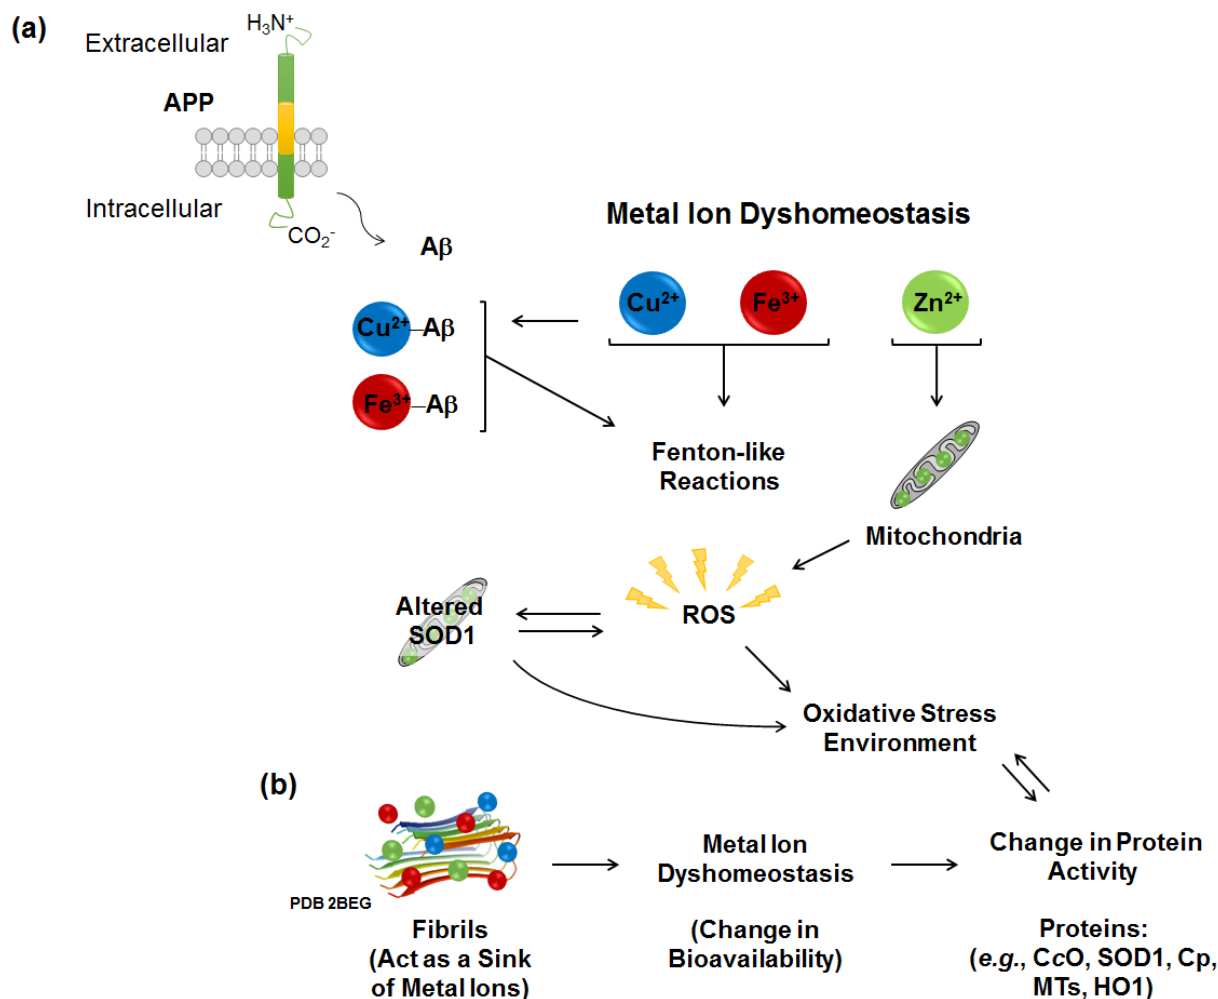 (a)
H₃N⁺
Extracellular
APP
Intracellular
CO₂⁻
Aβ
Metal Ion Dyshomeostasis
Cu²⁺
Fe³⁺
Zn²⁺
Cu²⁺–Aβ
Fe³⁺–Aβ
Fenton-like
Reactions
Mitochondria
Altered
SOD1
ROS
Oxidative Stress
Environment
(b)
PDB 2BEG
Fibrils
(Act as a Sink
of Metal Ions)
Metal Ion
Dyshomeostasis
(Change in
Bioavailability)
Change in Protein
Activity
Proteins:
(e.g., CcO, SOD1, Cp,
MTs, HO1)